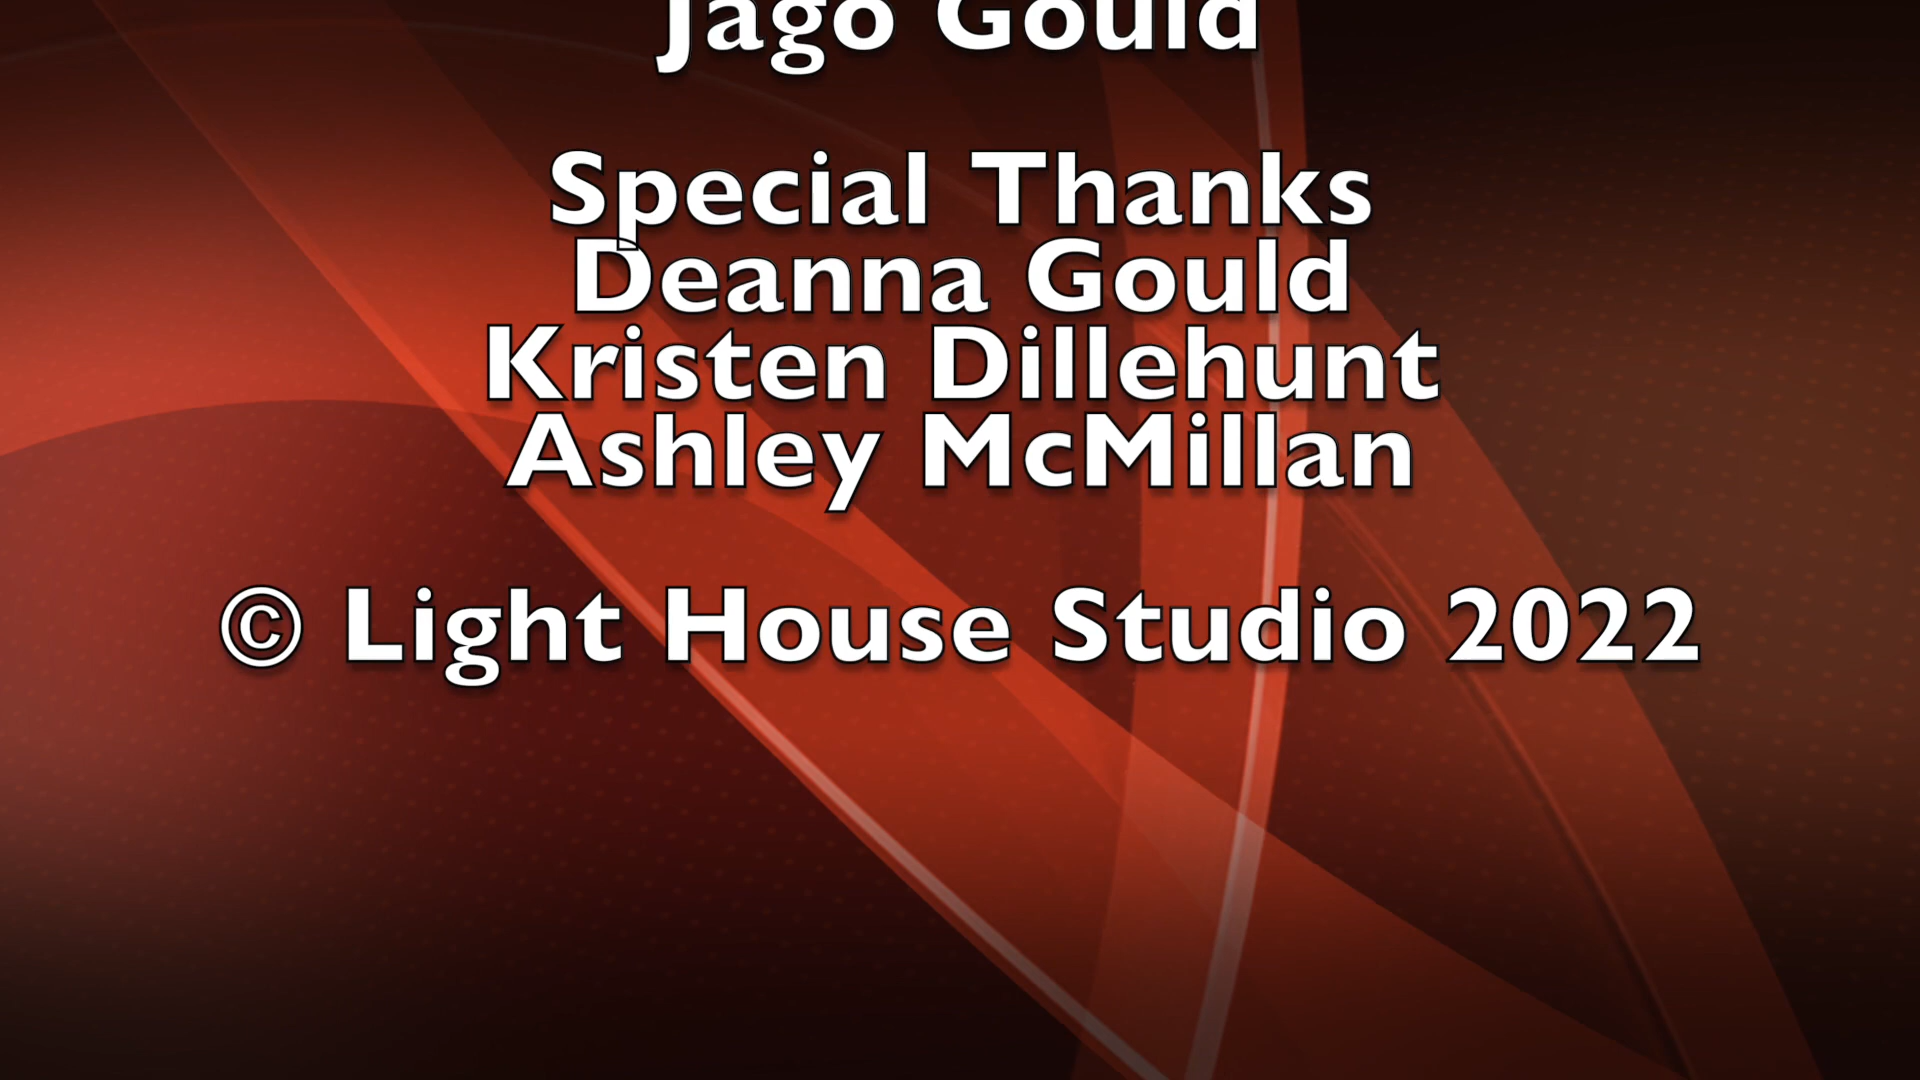 Jago Gould
Special Thanks
Deanna Gould
Kristen Dillehunt
Ashley McMillan
© Light House Studio 2022